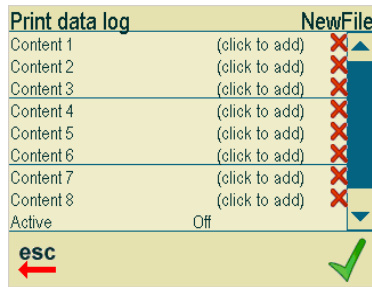 Print data log NewFile
Content 1 (click to add)
Content 2 (click to add)
Content 3 (click to add)
Content 4 (click to add)
Content 5 (click to add)
Content 6 (click to add)
Content 7 (click to add)
Content 8 (click to add)
Active Off
esc